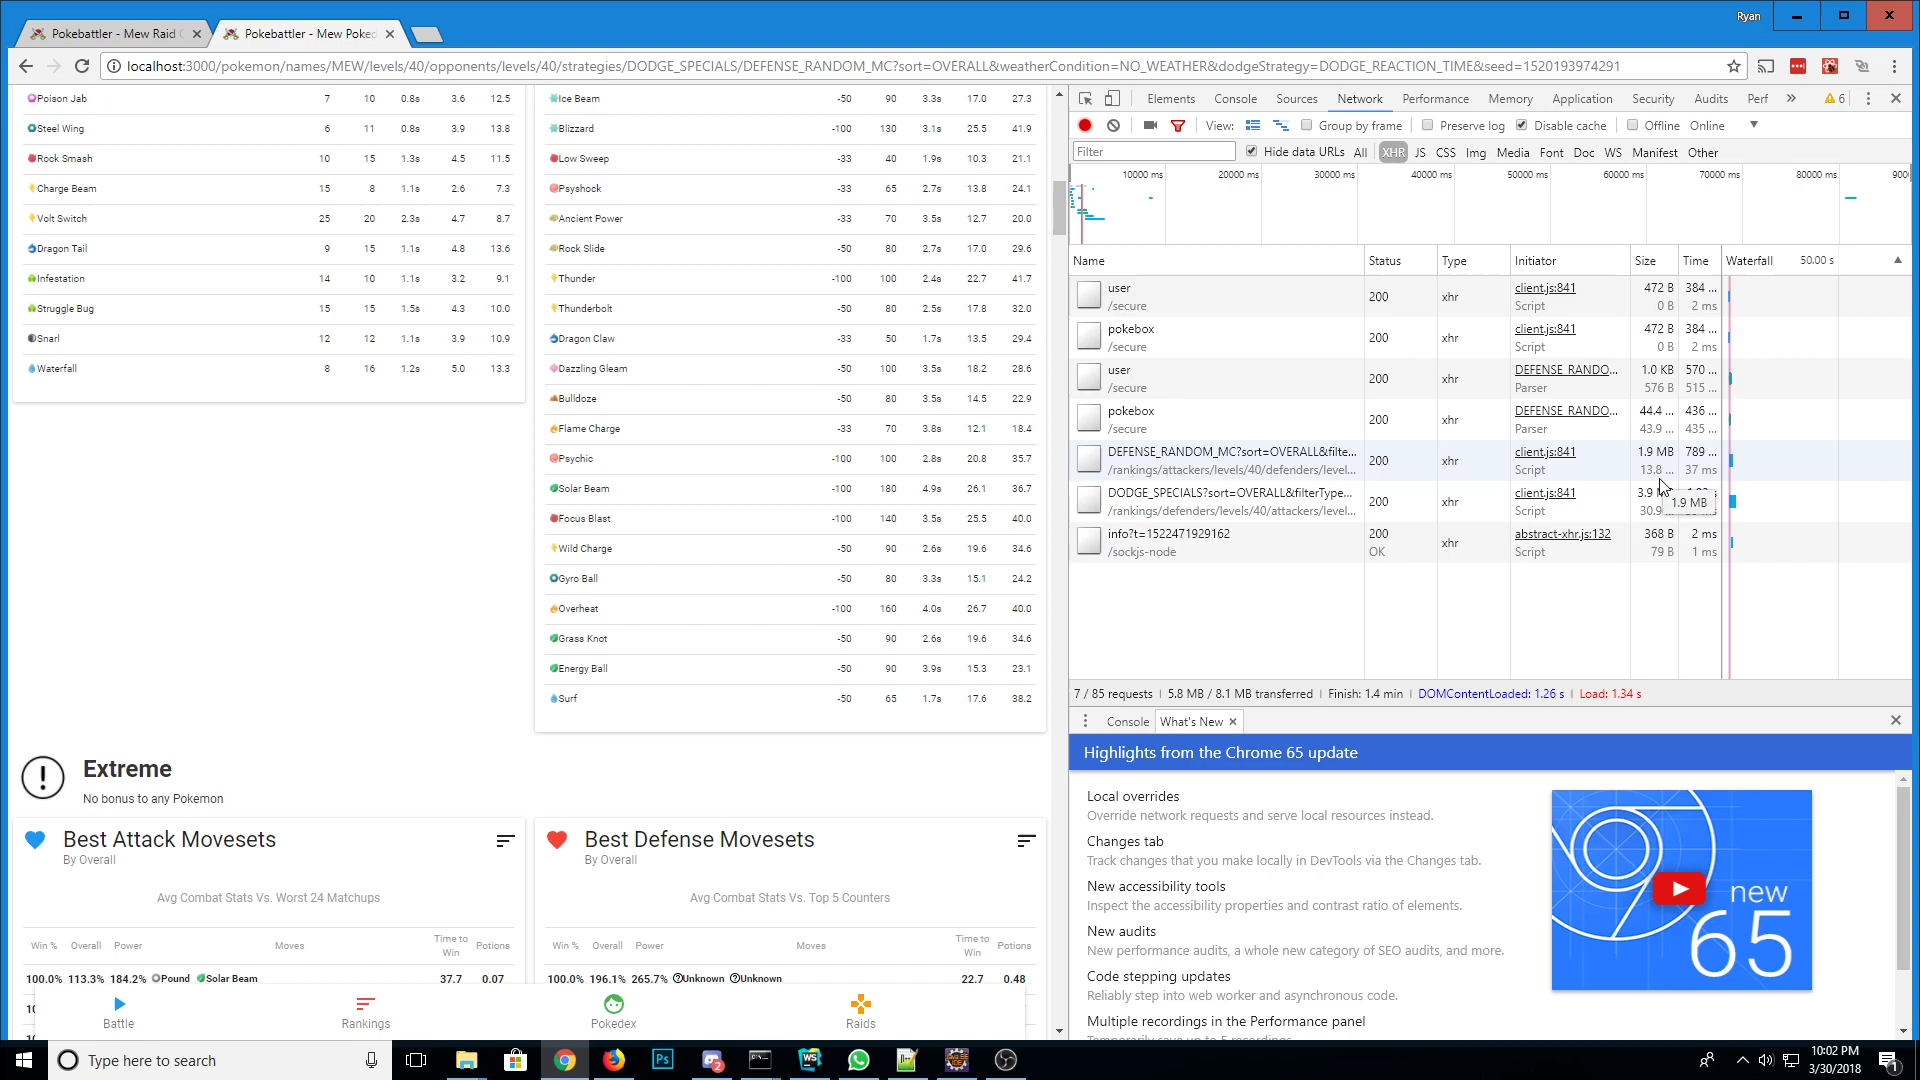 Ryan
Pokebattler - Mew Raid
Pokebattler - Mew Poked
localhost:3000/pokemon/names/MEW/levels/40/opponents/levels/40/strategies/DODGE_SPECIALS/DEFENSE_RANDOM_MC?sort=OVERALL&weatherCondition=NO_WEATHER&dodgeStrategy=DODGE_REACTION_TIME&seed=1520193974291
Poison Jab 7 10 0.8s 3.6 12.5
Steel Wing 6 11 0.8s 3.9 13.8
Rock Smash 10 15 1.3s 4.5 11.5
Charge Beam 15 8 1.1s 2.6 7.3
Volt Switch 25 20 2.3s 4.7 8.7
Dragon Tail 9 15 1.1s 4.8 13.6
Infestation 14 10 1.1s 3.2 9.1
Struggle Bug 15 15 1.5s 4.3 10.0
Snarl 12 12 1.1s 3.9 10.9
Waterfall 8 16 1.2s 5.0 13.3
Ice Beam -50 90 3.3s 17.0 27.3
Blizzard -100 130 3.1s 25.5 41.9
Low Sweep -33 40 1.9s 10.3 21.1
Psyshock -33 65 2.7s 13.8 24.1
Ancient Power -33 70 3.5s 12.7 20.0
Rock Slide -50 80 2.7s 17.0 29.6
Thunder -100 100 2.4s 22.7 41.7
Thunderbolt -50 80 2.5s 17.8 32.0
Dragon Claw -33 50 1.7s 13.5 29.4
Dazzling Gleam -50 100 3.5s 18.2 28.6
Bulldoze -50 80 3.5s 14.5 22.9
Flame Charge -33 70 3.8s 12.1 18.4
Psychic -100 100 2.8s 20.8 35.7
Solar Beam -100 180 4.9s 26.1 36.7
Focus Blast -100 140 3.5s 25.5 40.0
Wild Charge -50 90 2.6s 19.6 34.6
Gyro Ball -50 80 3.3s 15.1 24.2
Overheat -100 160 4.0s 26.7 40.0
Grass Knot -50 90 2.6s 19.6 34.6
Energy Ball -50 90 3.9s 15.3 23.1
Surf -50 65 1.7s 17.6 38.2
Extreme
No bonus to any Pokemon
Best Attack Movesets
By Overall
Avg Combat Stats Vs. Worst 24 Matchups
Win % Overall Power Moves Time to Win Potions
100.0% 113.3% 184.2% Pound Solar Beam 37.7 0.07
Best Defense Movesets
By Overall
Avg Combat Stats Vs. Top 5 Counters
Win % Overall Power Moves Time to Win Potions
100.0% 196.1% 265.7% Unknown Unknown 22.7 0.48
Battle Rankings Pokedex Raids
Elements Console Sources Network Performance Memory Application Security Audits Perf » 6
View: Group by frame Preserve log Disable cache Offline Online
Filter Hide data URLs All XHR JS CSS Img Media Font Doc WS Manifest Other
10000 ms 20000 ms 30000 ms 40000 ms 50000 ms 60000 ms 70000 ms 80000 ms 900
Name Status Type Initiator Size Time Waterfall 50.00 s
user 200 xhr client.js:841 472 B 384 ...
/secure Script 0 B 2 ms
pokebox 200 xhr client.js:841 472 B 384 ...
/secure Script 0 B 2 ms
user 200 xhr DEFENSE_RANDO... 1.0 KB 570 ...
/secure Parser 576 B 515 ...
pokebox 200 xhr DEFENSE_RANDO... 44.4 ... 436 ...
/secure Parser 43.9 ... 435 ...
DEFENSE_RANDOM_MC?sort=OVERALL&filte... 200 xhr client.js:841 1.9 MB 789 ...
/rankings/attackers/levels/40/defenders/level... Script 13.8 ... 37 ms
DODGE_SPECIALS?sort=OVERALL&filterType... 200 xhr client.js:841 3.9
/rankings/defenders/levels/40/attackers/level... Script 30.9
1.9 MB
info?t=1522471929162 200 xhr abstract-xhr.js:132 368 B 2 ms
/sockjs-node OK Script 79 B 1 ms
7 / 85 requests | 5.8 MB / 8.1 MB transferred | Finish: 1.4 min | DOMContentLoaded: 1.26 s | Load: 1.34 s
Console What's New
Highlights from the Chrome 65 update
Local overrides
Override network requests and serve local resources instead.
Changes tab
Track changes that you make locally in DevTools via the Changes tab.
New accessibility tools
Inspect the accessibility properties and contrast ratio of elements.
New audits
New performance audits, a whole new category of SEO audits, and more.
Code stepping updates
Reliably step into web worker and asynchronous code.
Multiple recordings in the Performance panel
new
65
Type here to search
10:02 PM
3/30/2018